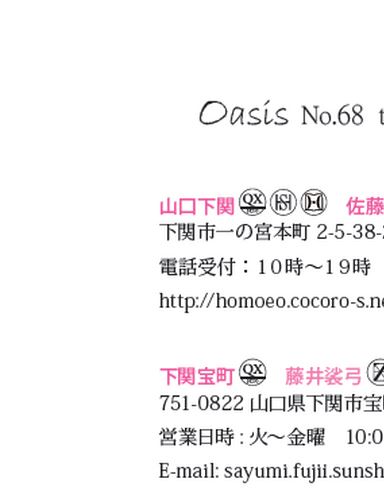 Oasis No.68
山口下関 QX HSH H 佐藤
下関市一の宮本町 2-5-38-
電話受付：10時〜19時
http://homoeo.cocoro-s.ne
下関宝町 QX 藤井裟弓
751-0822 山口県下関市宝
営業日時 : 火〜金曜 10:0
E-mail: sayumi.fujii.sunsh